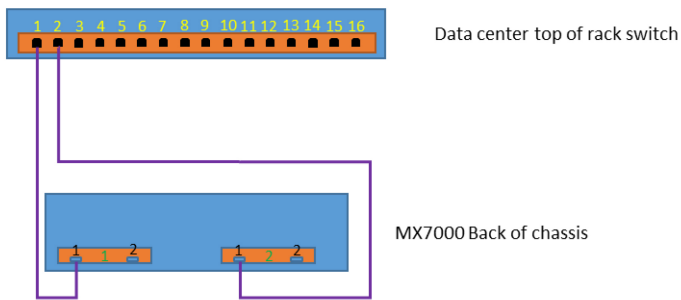 1 2 3 4 5 6 7 8 9 10 11 12 13 14 15 16
Data center top of rack switch
MX7000 Back of chassis
1 1 2 1 2 2